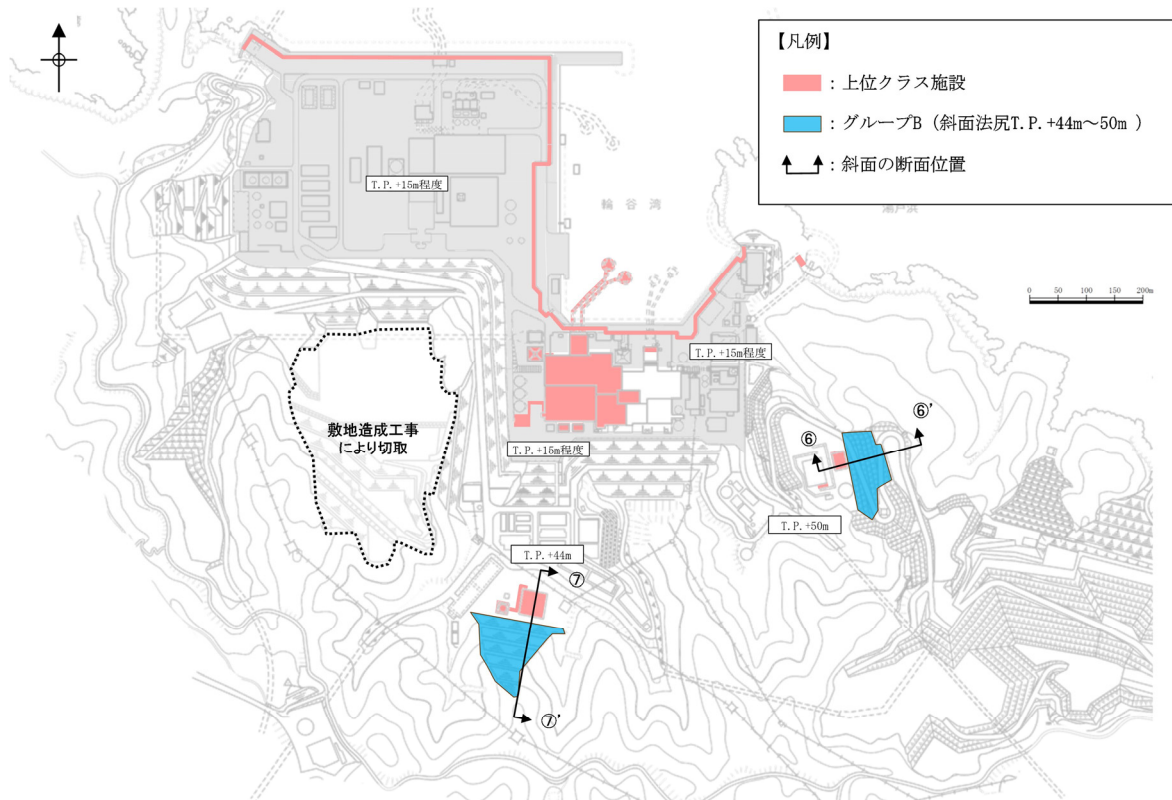 【凡例】
：上位クラス施設
：グループB（斜面法尻T.P.+44m～50m ）
：斜面の断面位置
輪 谷 湾
T.P.+15m程度
0 50 100 150 200m
T.P.+15m程度
敷地造成工事
により切取
T.P.+15m程度
⑥
⑥’
T.P.+50m
T.P.+44m
⑦
⑦’